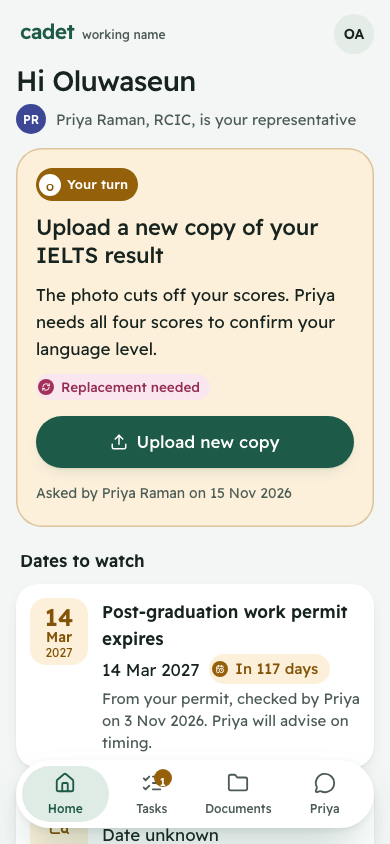 cadet working name
OA
Hi Oluwaseun
PR Priya Raman, RCIC, is your representative
Your turn
Upload a new copy of your
IELTS result
The photo cuts off your scores. Priya
needs all four scores to confirm your
language level.
Replacement needed
Upload new copy
Asked by Priya Raman on 15 Nov 2026
Dates to watch
14
Mar
2027
Post-graduation work permit
expires
14 Mar 2027 In 117 days
From your permit, checked by Priya
on 3 Nov 2026. Priya will advise on
timing.
1
Home Tasks Documents Priya
Date unknown